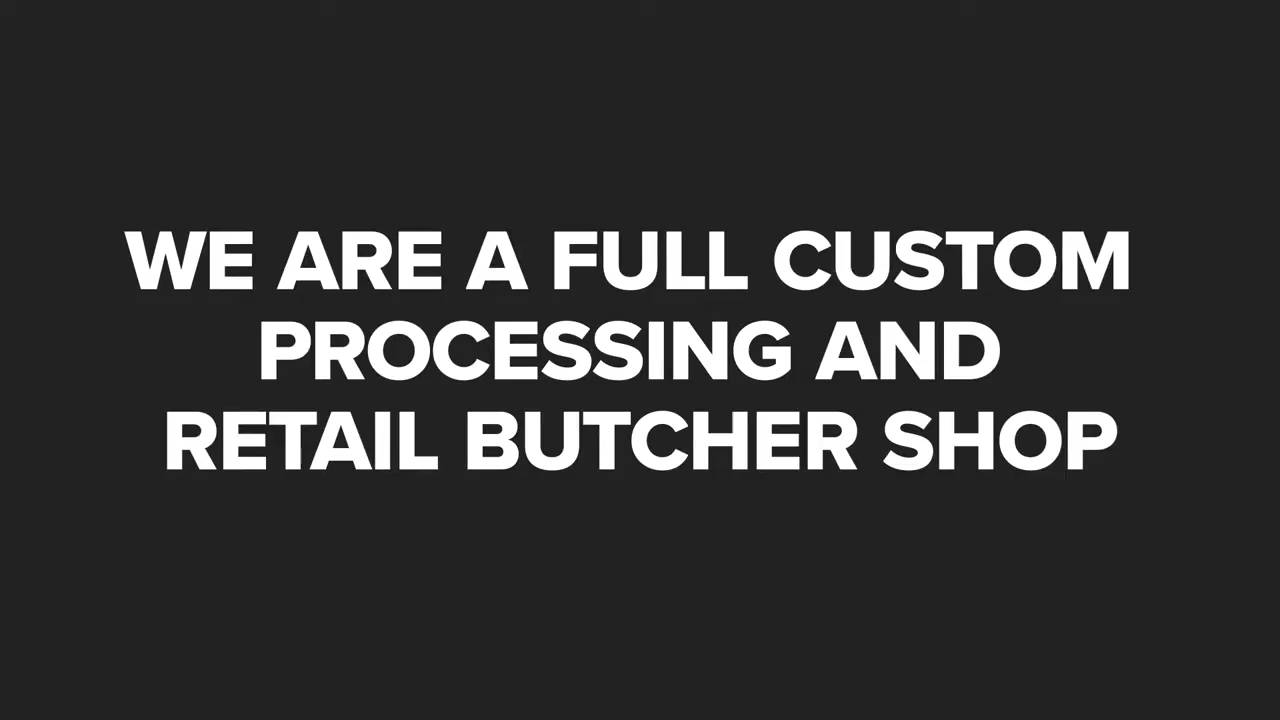 WE ARE A FULL CUSTOM
PROCESSING AND
RETAIL BUTCHER SHOP